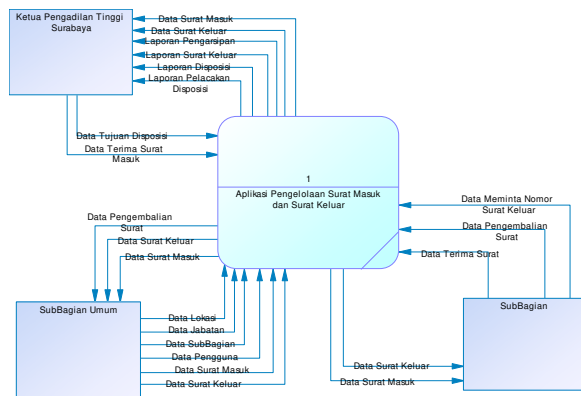 Ketua Pengadilan Tinggi
Surabaya
Data Surat Masuk
Data Surat Keluar
Laporan Pengarsipan
Laporan Surat Keluar
Laporan Disposisi
Laporan Pelacakan
Disposisi
Data Tujuan Disposisi
Data Terima Surat
Masuk
1
Aplikasi Pengelolaan Surat Masuk
dan Surat Keluar
Data Meminta Nomor
Surat Keluar
Data Pengembalian
Surat
Data Terima Surat
Data Pengembalian
Surat
Data Surat Keluar
Data Surat Masuk
SubBagian Umum
Data Lokasi
Data Jabatan
Data SubBagian
Data Pengguna
Data Surat Masuk
Data Surat Keluar
Data Surat Keluar
Data Surat Masuk
SubBagian